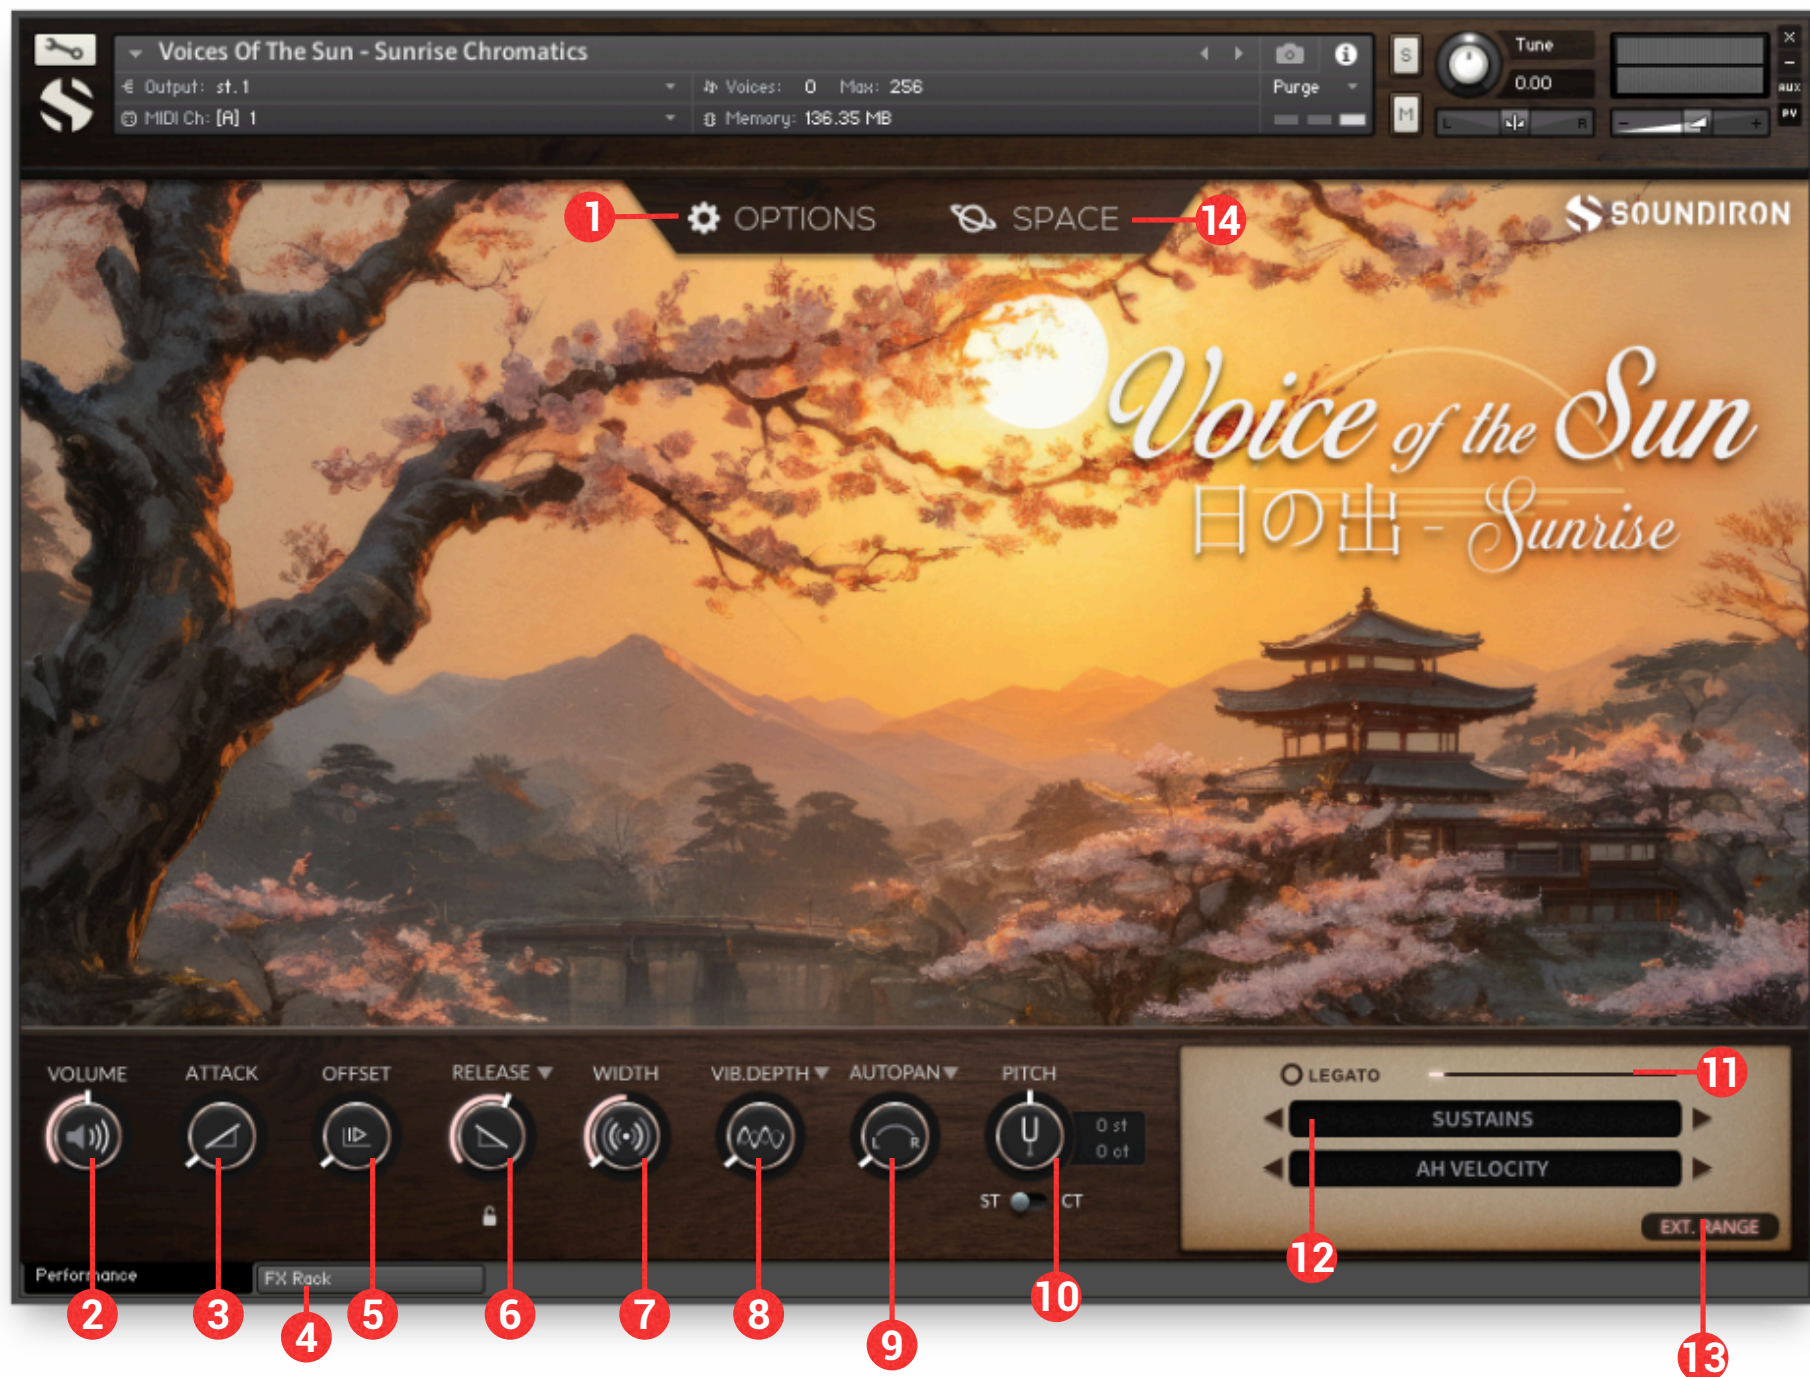 Voices Of The Sun - Sunrise Chromatics
Output: st.1
Voices: 0 Max: 256
Purge
MIDI Ch: [A] 1
Memory: 136.35 MB
S
M
Tune
0.00
L
R
AUX
PV
1
OPTIONS
SPACE
14
SOUNDIRON
Voice of the Sun
日の出 - Sunrise
VOLUME
ATTACK
OFFSET
RELEASE
WIDTH
VIB.DEPTH
AUTOPAN
PITCH
L
R
0 st
0 ct
ST
CT
LEGATO
11
SUSTAINS
AH VELOCITY
EXT. RANGE
12
Performance
FX Rack
2
3
4
5
6
7
8
9
10
13